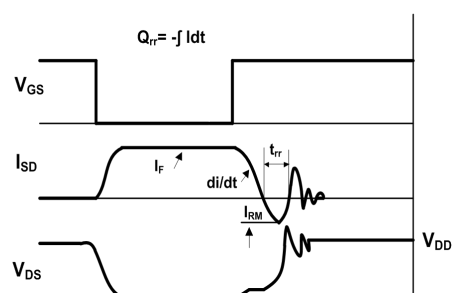 Qrr= -∫ Idt
VGS
ISD
IF
di/dt
trr
IRM
VDS
VDD